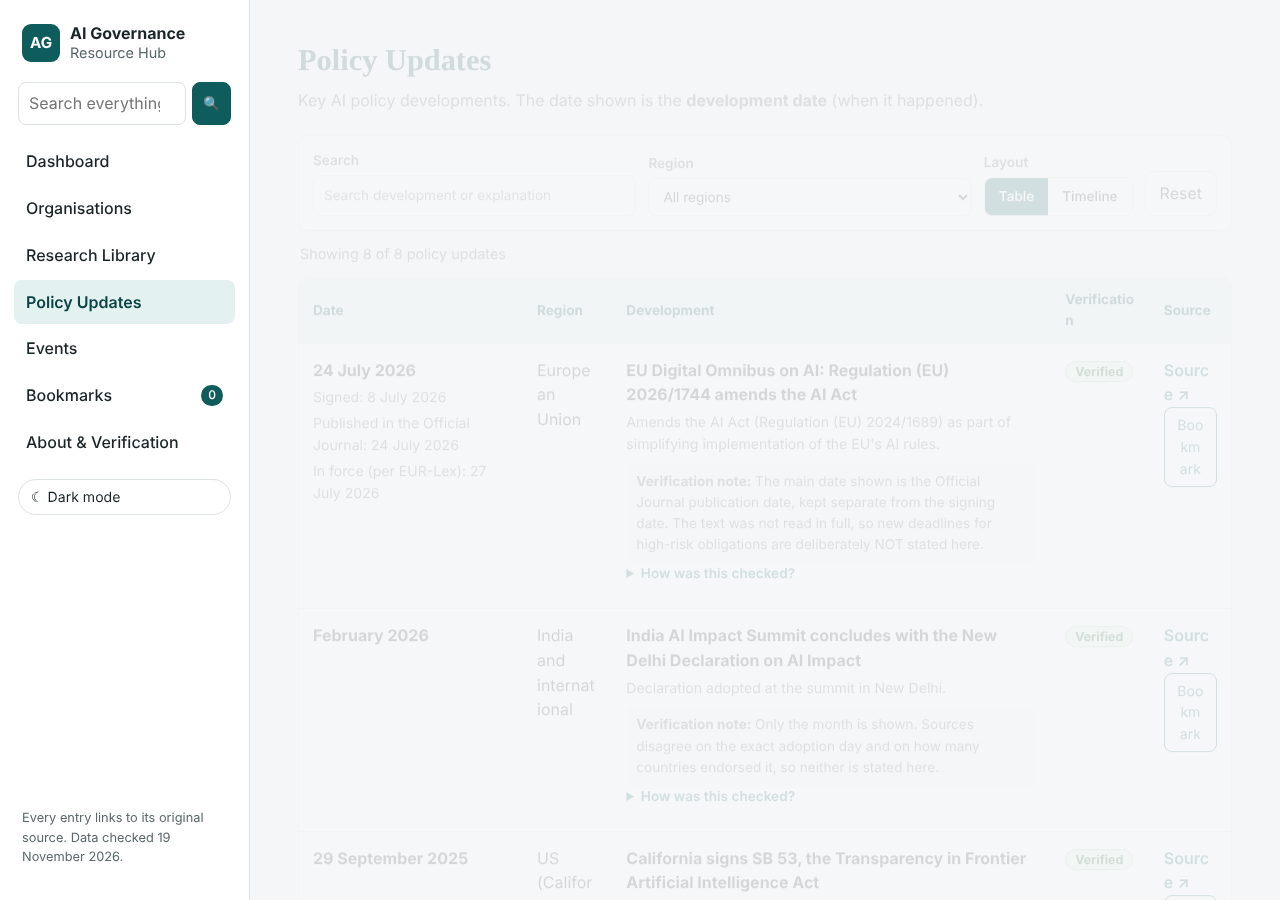 AG
AI Governance
Resource Hub
Search everything
🔍
Dashboard
Organisations
Research Library
Policy Updates
Events
Bookmarks
0
About & Verification
☾ Dark mode
Every entry links to its original
source. Data checked 19
November 2026.
Policy Updates
Key AI policy developments. The date shown is the development date (when it happened).
Search
Search development or explanation
Region
All regions
Layout
Table
Timeline
Reset
Showing 8 of 8 policy updates
Date
Region
Development
Verificatio
n
Source
24 July 2026
Signed: 8 July 2026
Published in the Official
Journal: 24 July 2026
In force (per EUR-Lex): 27
July 2026
Europe
an
Union
EU Digital Omnibus on AI: Regulation (EU)
2026/1744 amends the AI Act
Amends the AI Act (Regulation (EU) 2024/1689) as part of
simplifying implementation of the EU's AI rules.
Verification note: The main date shown is the Official
Journal publication date, kept separate from the signing
date. The text was not read in full, so new deadlines for
high-risk obligations are deliberately NOT stated here.
▶ How was this checked?
Verified
Sourc
e ↗
Boo
km
ark
February 2026
India
and
internat
ional
India AI Impact Summit concludes with the New
Delhi Declaration on AI Impact
Declaration adopted at the summit in New Delhi.
Verification note: Only the month is shown. Sources
disagree on the exact adoption day and on how many
countries endorsed it, so neither is stated here.
▶ How was this checked?
Verified
Sourc
e ↗
Boo
km
ark
29 September 2025
US
(Califor
California signs SB 53, the Transparency in Frontier
Artificial Intelligence Act
Verified
Sourc
e ↗